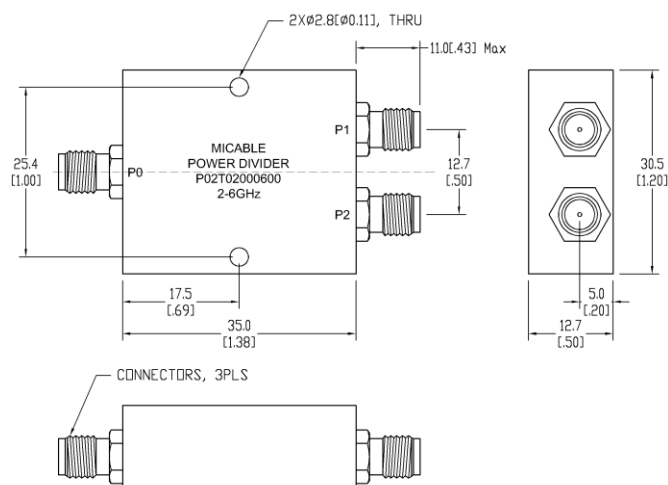 2XØ2.8[Ø0.11], THRU
11.0[.43] Max
MICABLE
POWER DIVIDER
P02T02000600
2-6GHz
P0
P1
P2
25.4
[1.00]
12.7
[.50]
30.5
[1.20]
17.5
[.69]
35.0
[1.38]
5.0
[.20]
12.7
[.50]
CONNECTORS, 3PLS